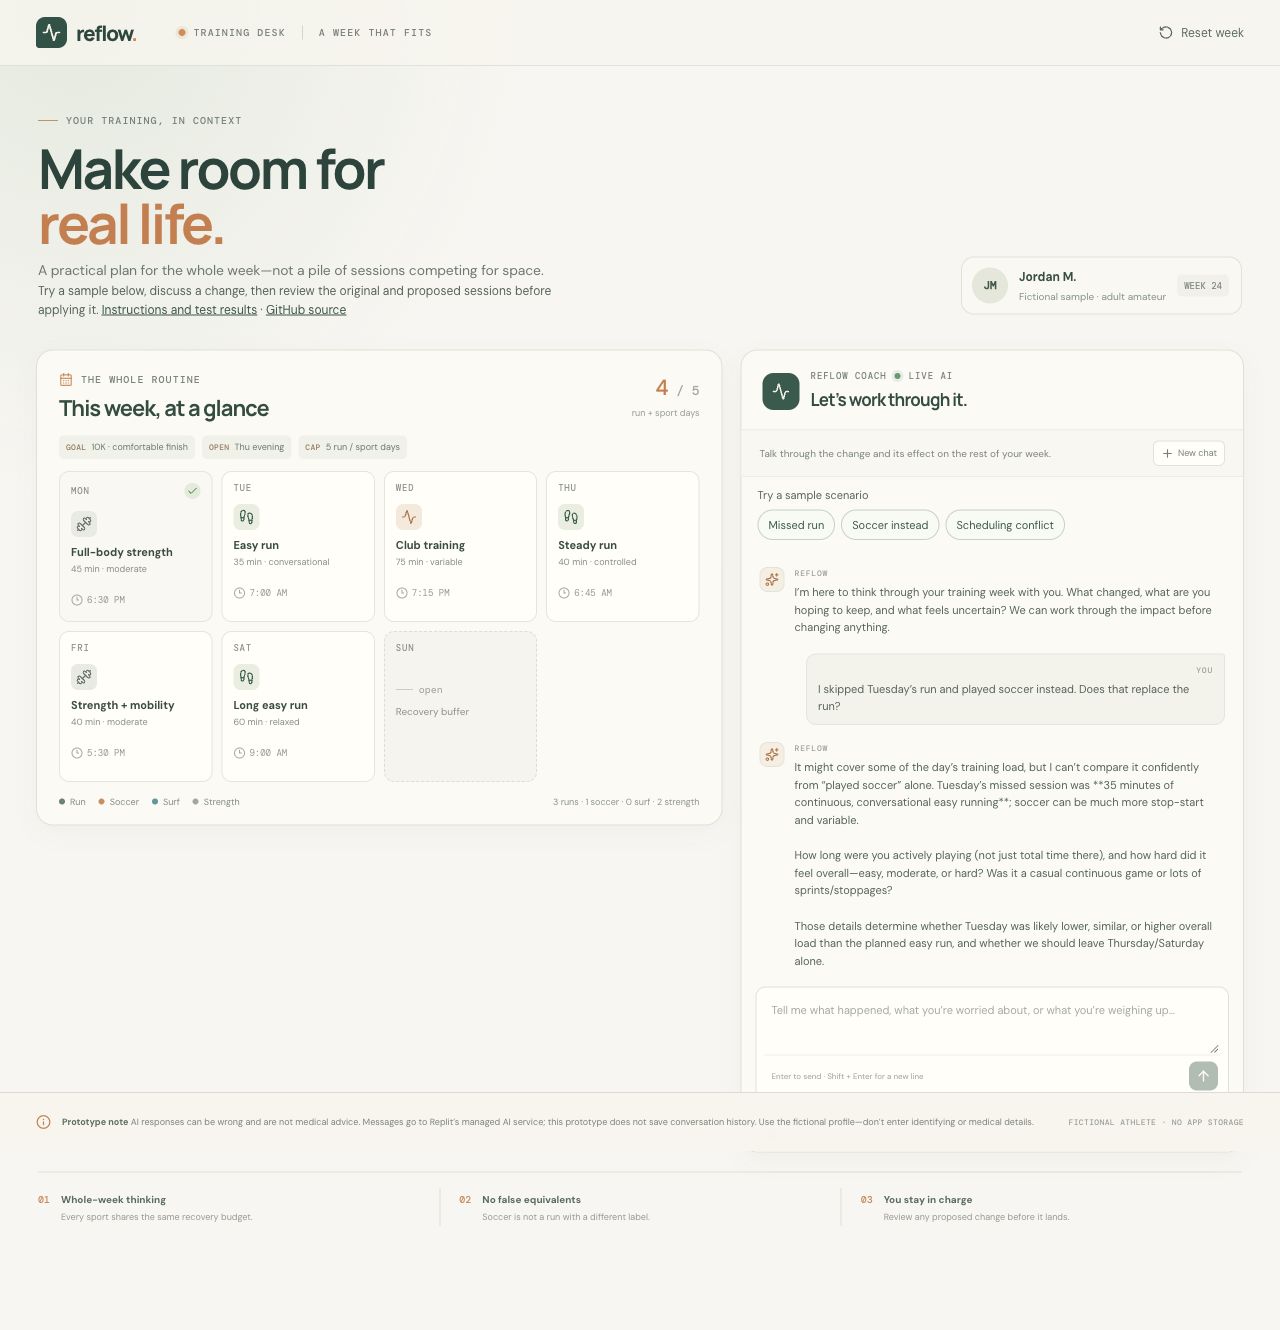 reflow.
TRAINING DESK
A WEEK THAT FITS
Reset week
YOUR TRAINING, IN CONTEXT
Make room for
real life.
A practical plan for the whole week—not a pile of sessions competing for space.
Try a sample below, discuss a change, then review the original and proposed sessions before
applying it. Instructions and test results · GitHub source
JM
Jordan M.
Fictional sample · adult amateur
WEEK 24
THE WHOLE ROUTINE
This week, at a glance
4 / 5
run + sport days
GOAL 10K · comfortable finish
OPEN Thu evening
CAP 5 run / sport days
MON
Full-body strength
45 min · moderate
6:30 PM
TUE
Easy run
35 min · conversational
7:00 AM
WED
Club training
75 min · variable
7:15 PM
THU
Steady run
40 min · controlled
6:45 AM
FRI
Strength + mobility
40 min · moderate
5:30 PM
SAT
Long easy run
60 min · relaxed
9:00 AM
SUN
open
Recovery buffer
Run
Soccer
Surf
Strength
3 runs · 1 soccer · 0 surf · 2 strength
REFLOW COACH
LIVE AI
Let's work through it.
Talk through the change and its effect on the rest of your week.
New chat
Try a sample scenario
Missed run
Soccer instead
Scheduling conflict
REFLOW
I'm here to think through your training week with you. What changed, what are you
hoping to keep, and what feels uncertain? We can work through the impact before
changing anything.
YOU
I skipped Tuesday's run and played soccer instead. Does that replace the
run?
REFLOW
It might cover some of the day's training load, but I can't compare it confidently
from “played soccer” alone. Tuesday's missed session was **35 minutes of
continuous, conversational easy running**; soccer can be much more stop-start
and variable.
How long were you actively playing (not just total time there), and how hard did it
feel overall—easy, moderate, or hard? Was it a casual continuous game or lots of
sprints/stoppages?
Those details determine whether Tuesday was likely lower, similar, or higher overall
load than the planned easy run, and whether we should leave Thursday/Saturday
alone.
Tell me what happened, what you're worried about, or what you're weighing up…
Enter to send · Shift + Enter for a new line
Prototype note AI responses can be wrong and are not medical advice. Messages go to Replit's managed AI service; this prototype does not save conversation history. Use the fictional profile—don't enter identifying or medical details.
FICTIONAL ATHLETE · NO APP STORAGE
01 Whole-week thinking
Every sport shares the same recovery budget.
02 No false equivalents
Soccer is not a run with a different label.
03 You stay in charge
Review any proposed change before it lands.